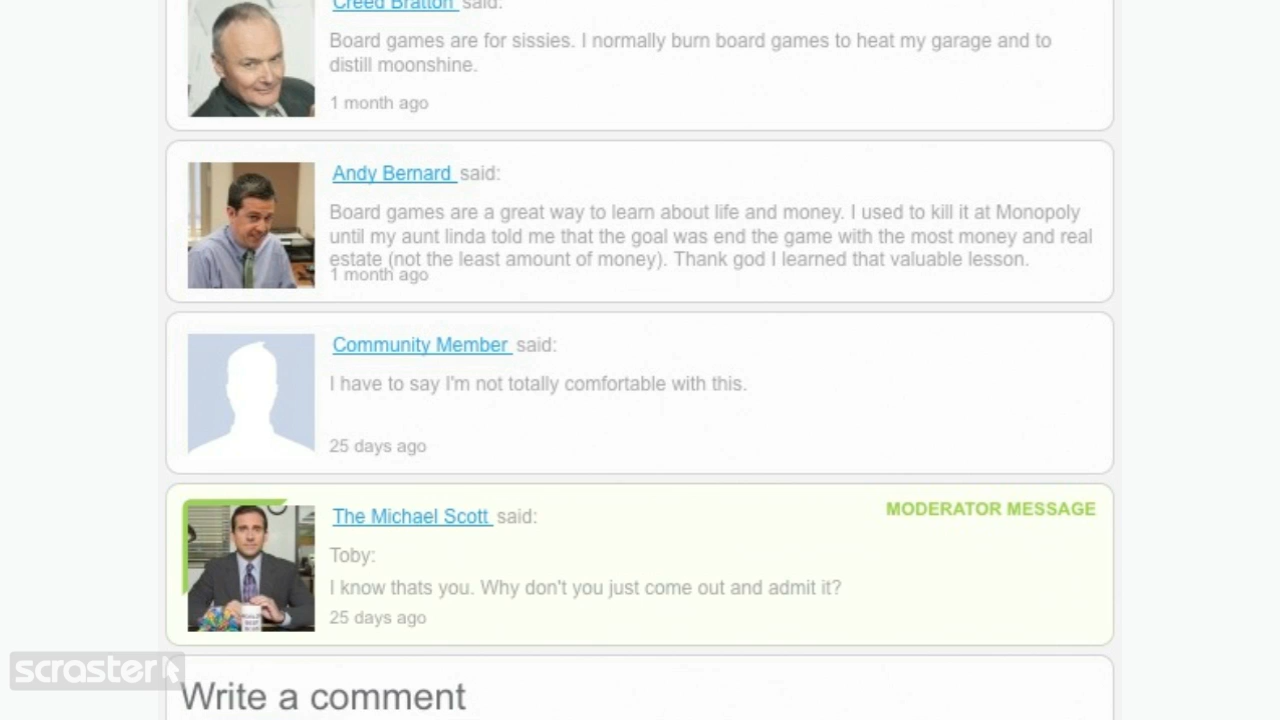 Creed Bratton said:
Board games are for sissies. I normally burn board games to heat my garage and to
distill moonshine.
1 month ago
Andy Bernard said:
Board games are a great way to learn about life and money. I used to kill it at Monopoly
until my aunt linda told me that the goal was end the game with the most money and real
estate (not the least amount of money). Thank god I learned that valuable lesson.
1 month ago
Community Member said:
I have to say I'm not totally comfortable with this.
25 days ago
The Michael Scott said:
MODERATOR MESSAGE
Toby:
I know thats you. Why don't you just come out and admit it?
25 days ago
scraster
Write a comment